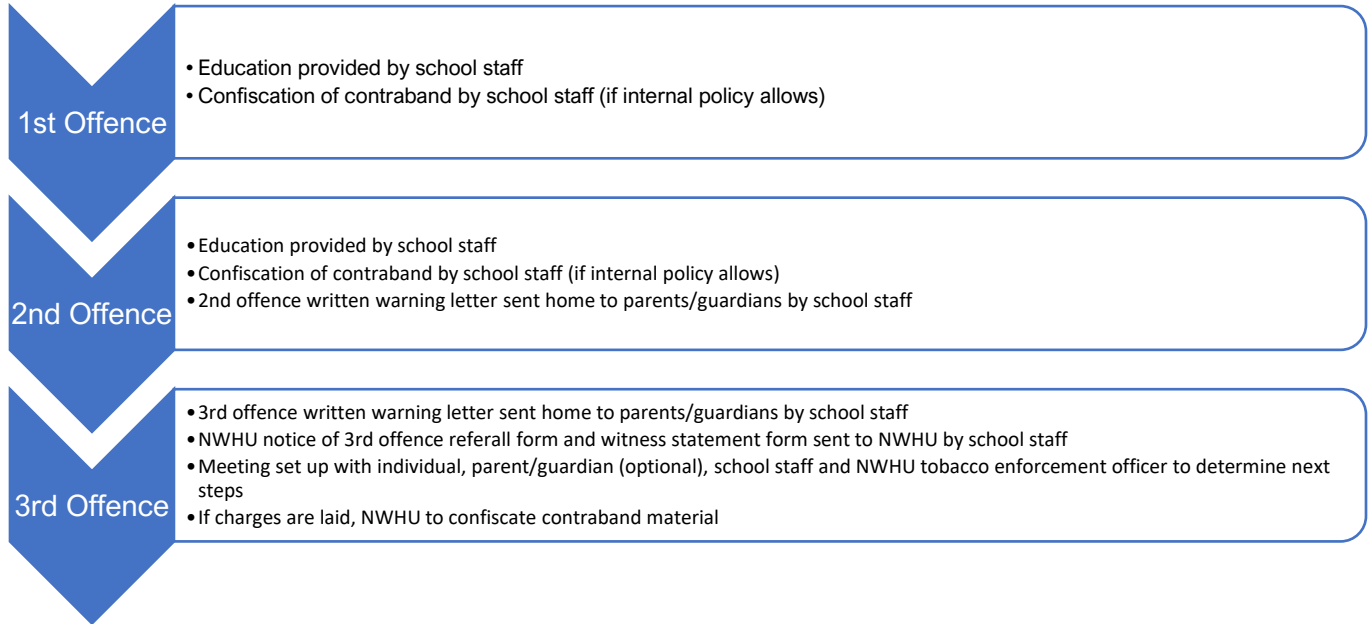 1st Offence
• Education provided by school staff
• Confiscation of contraband by school staff (if internal policy allows)
2nd Offence
•Education provided by school staff
•Confiscation of contraband by school staff (if internal policy allows)
•2nd offence written warning letter sent home to parents/guardians by school staff
3rd Offence
•3rd offence written warning letter sent home to parents/guardians by school staff
•NWHU notice of 3rd offence referall form and witness statement form sent to NWHU by school staff
•Meeting set up with individual, parent/guardian (optional), school staff and NWHU tobacco enforcement officer to determine next
steps
•If charges are laid, NWHU to confiscate contraband material